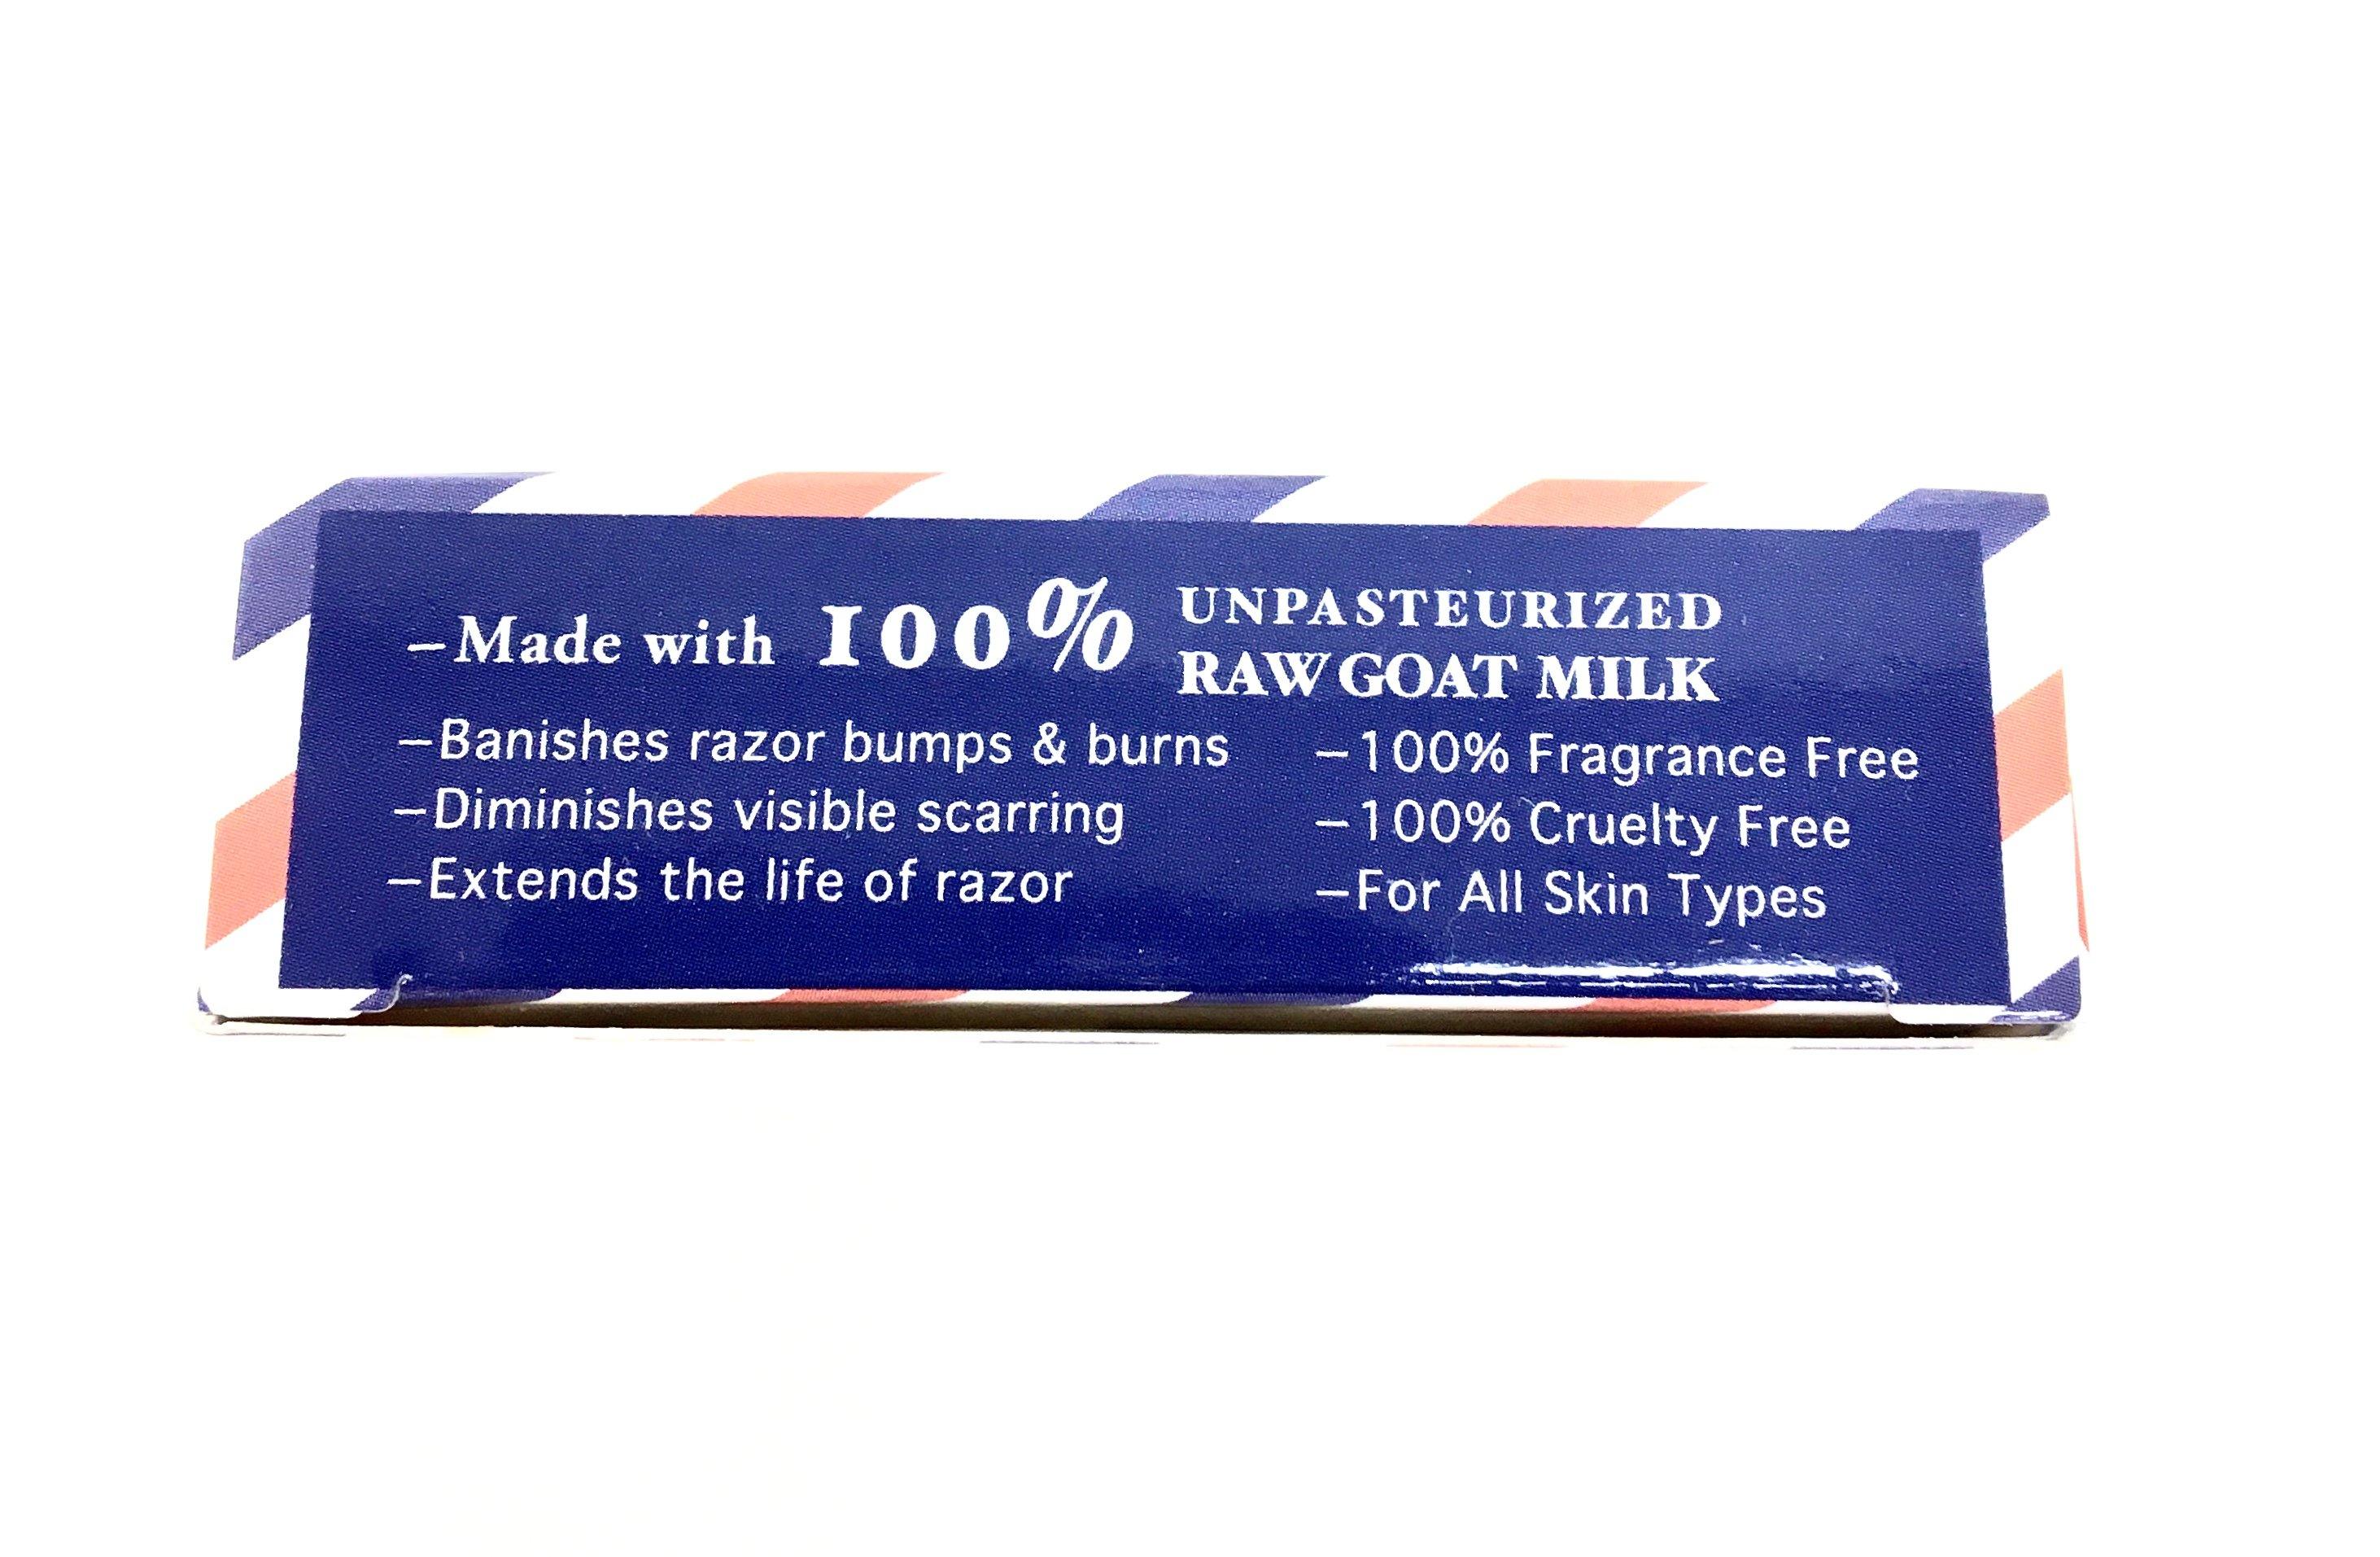 –Made with 100% UNPASTEURIZED
RAW GOAT MILK
–Banishes razor bumps & burns
–Diminishes visible scarring
–Extends the life of razor
–100% Fragrance Free
–100% Cruelty Free
–For All Skin Types